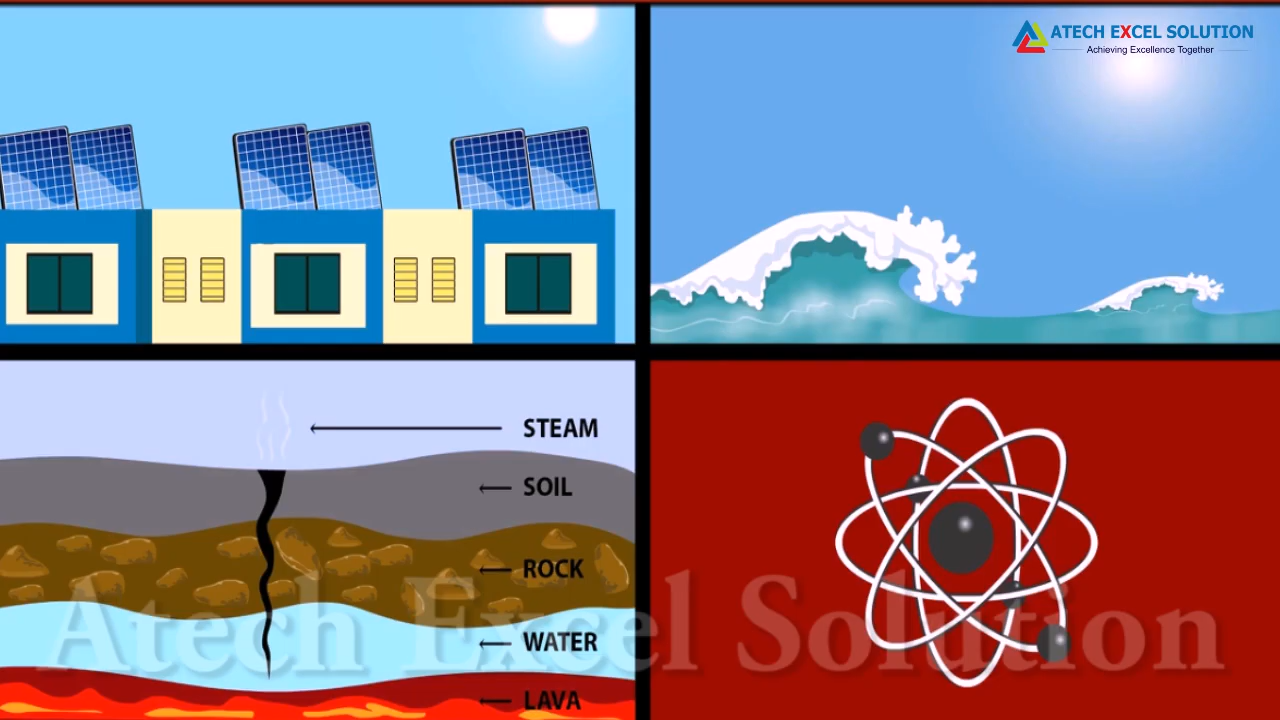 ATECH EXCEL SOLUTION
Achieving Excellence Together
STEAM
SOIL
ROCK
WATER
LAVA
Atech Excel Solution